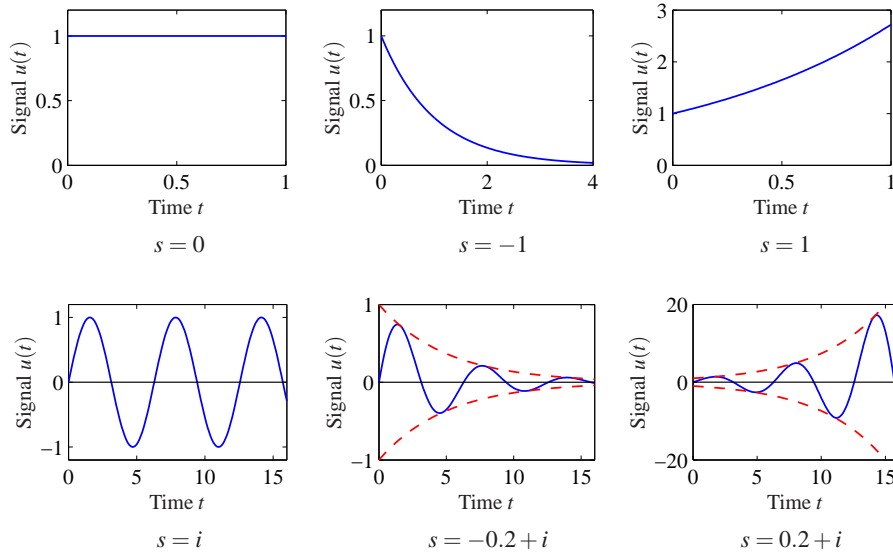 Signal u(t)
1
0.5
0
0
0.5
1
Time t
s = 0
Signal u(t)
1
0.5
0
0
2
4
Time t
s = −1
Signal u(t)
3
2
1
0
0
0.5
1
Time t
s = 1
Signal u(t)
1
0
−1
0
5
10
15
Time t
s = i
Signal u(t)
1
0
−1
0
5
10
15
Time t
s = −0.2 + i
Signal u(t)
20
0
−20
0
5
10
15
Time t
s = 0.2 + i